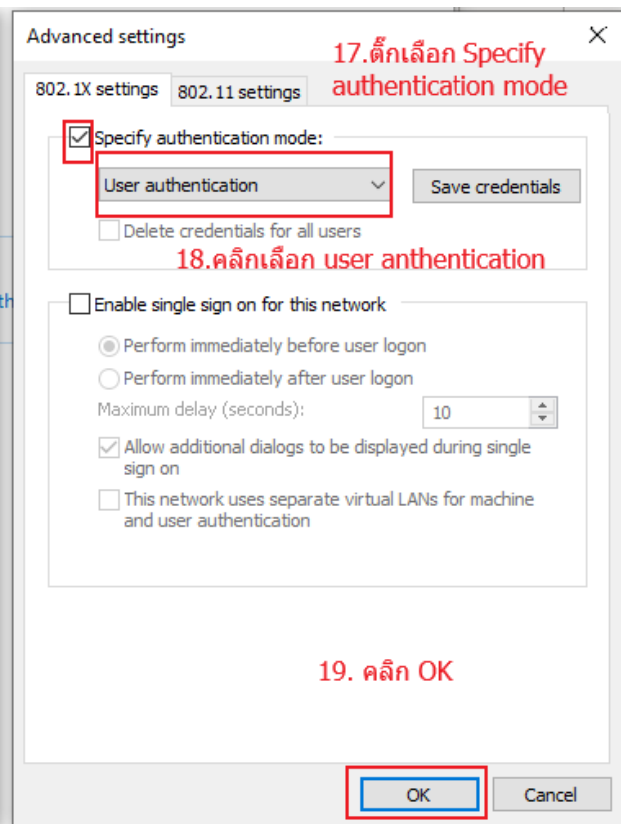 Advanced settings
17.ติ๊กเลือก Specify
authentication mode
802.1X settings
802.11 settings
Specify authentication mode:
User authentication
Save credentials
Delete credentials for all users
18.คลิกเลือก user anthentication
th
Enable single sign on for this network
Perform immediately before user logon
Perform immediately after user logon
Maximum delay (seconds):
10
Allow additional dialogs to be displayed during single
sign on
This network uses separate virtual LANs for machine
and user authentication
19. คลิก OK
OK
Cancel